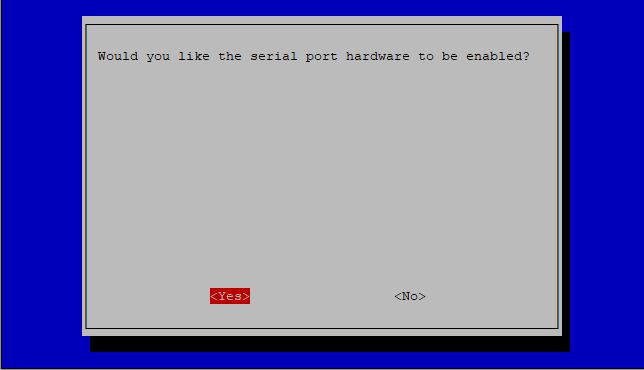 Would you like the serial port hardware to be enabled?
<Yes> <No>